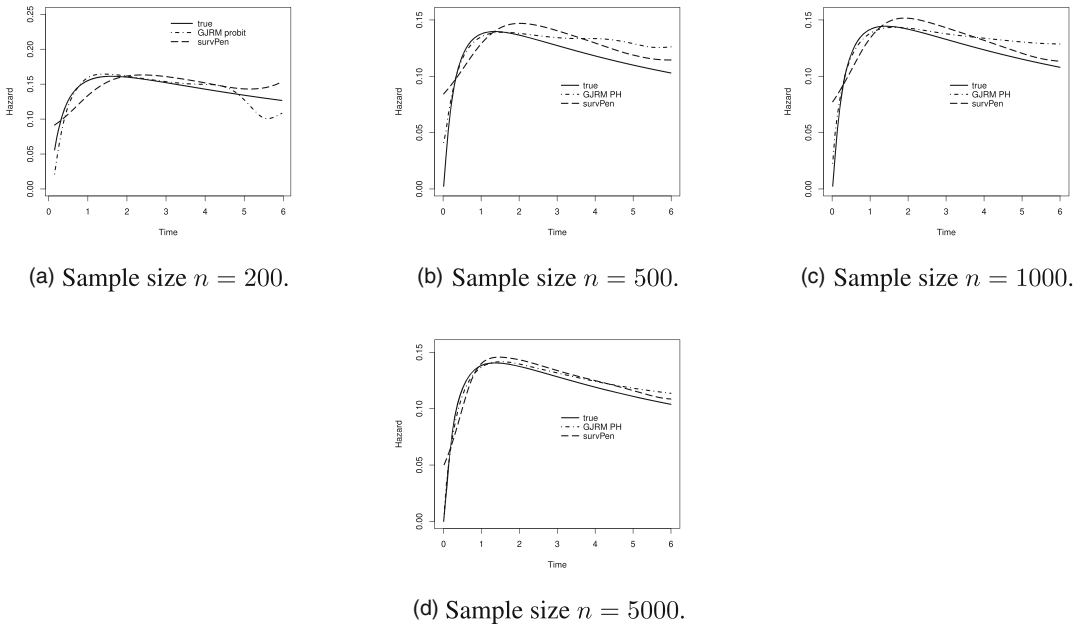 0.25
0.20
0.15
0.10
0.05
0.00
Hazard
true
GJRM probit
survPen
0 1 2 3 4 5 6
Time
(a) Sample size n = 200.
0.15
0.10
0.05
0.00
Hazard
true
GJRM PH
survPen
0 1 2 3 4 5 6
Time
(b) Sample size n = 500.
0.15
0.10
0.05
0.00
Hazard
true
GJRM PH
survPen
0 1 2 3 4 5 6
Time
(c) Sample size n = 1000.
0.15
0.10
0.05
0.00
Hazard
true
GJRM PH
survPen
0 1 2 3 4 5 6
Time
(d) Sample size n = 5000.